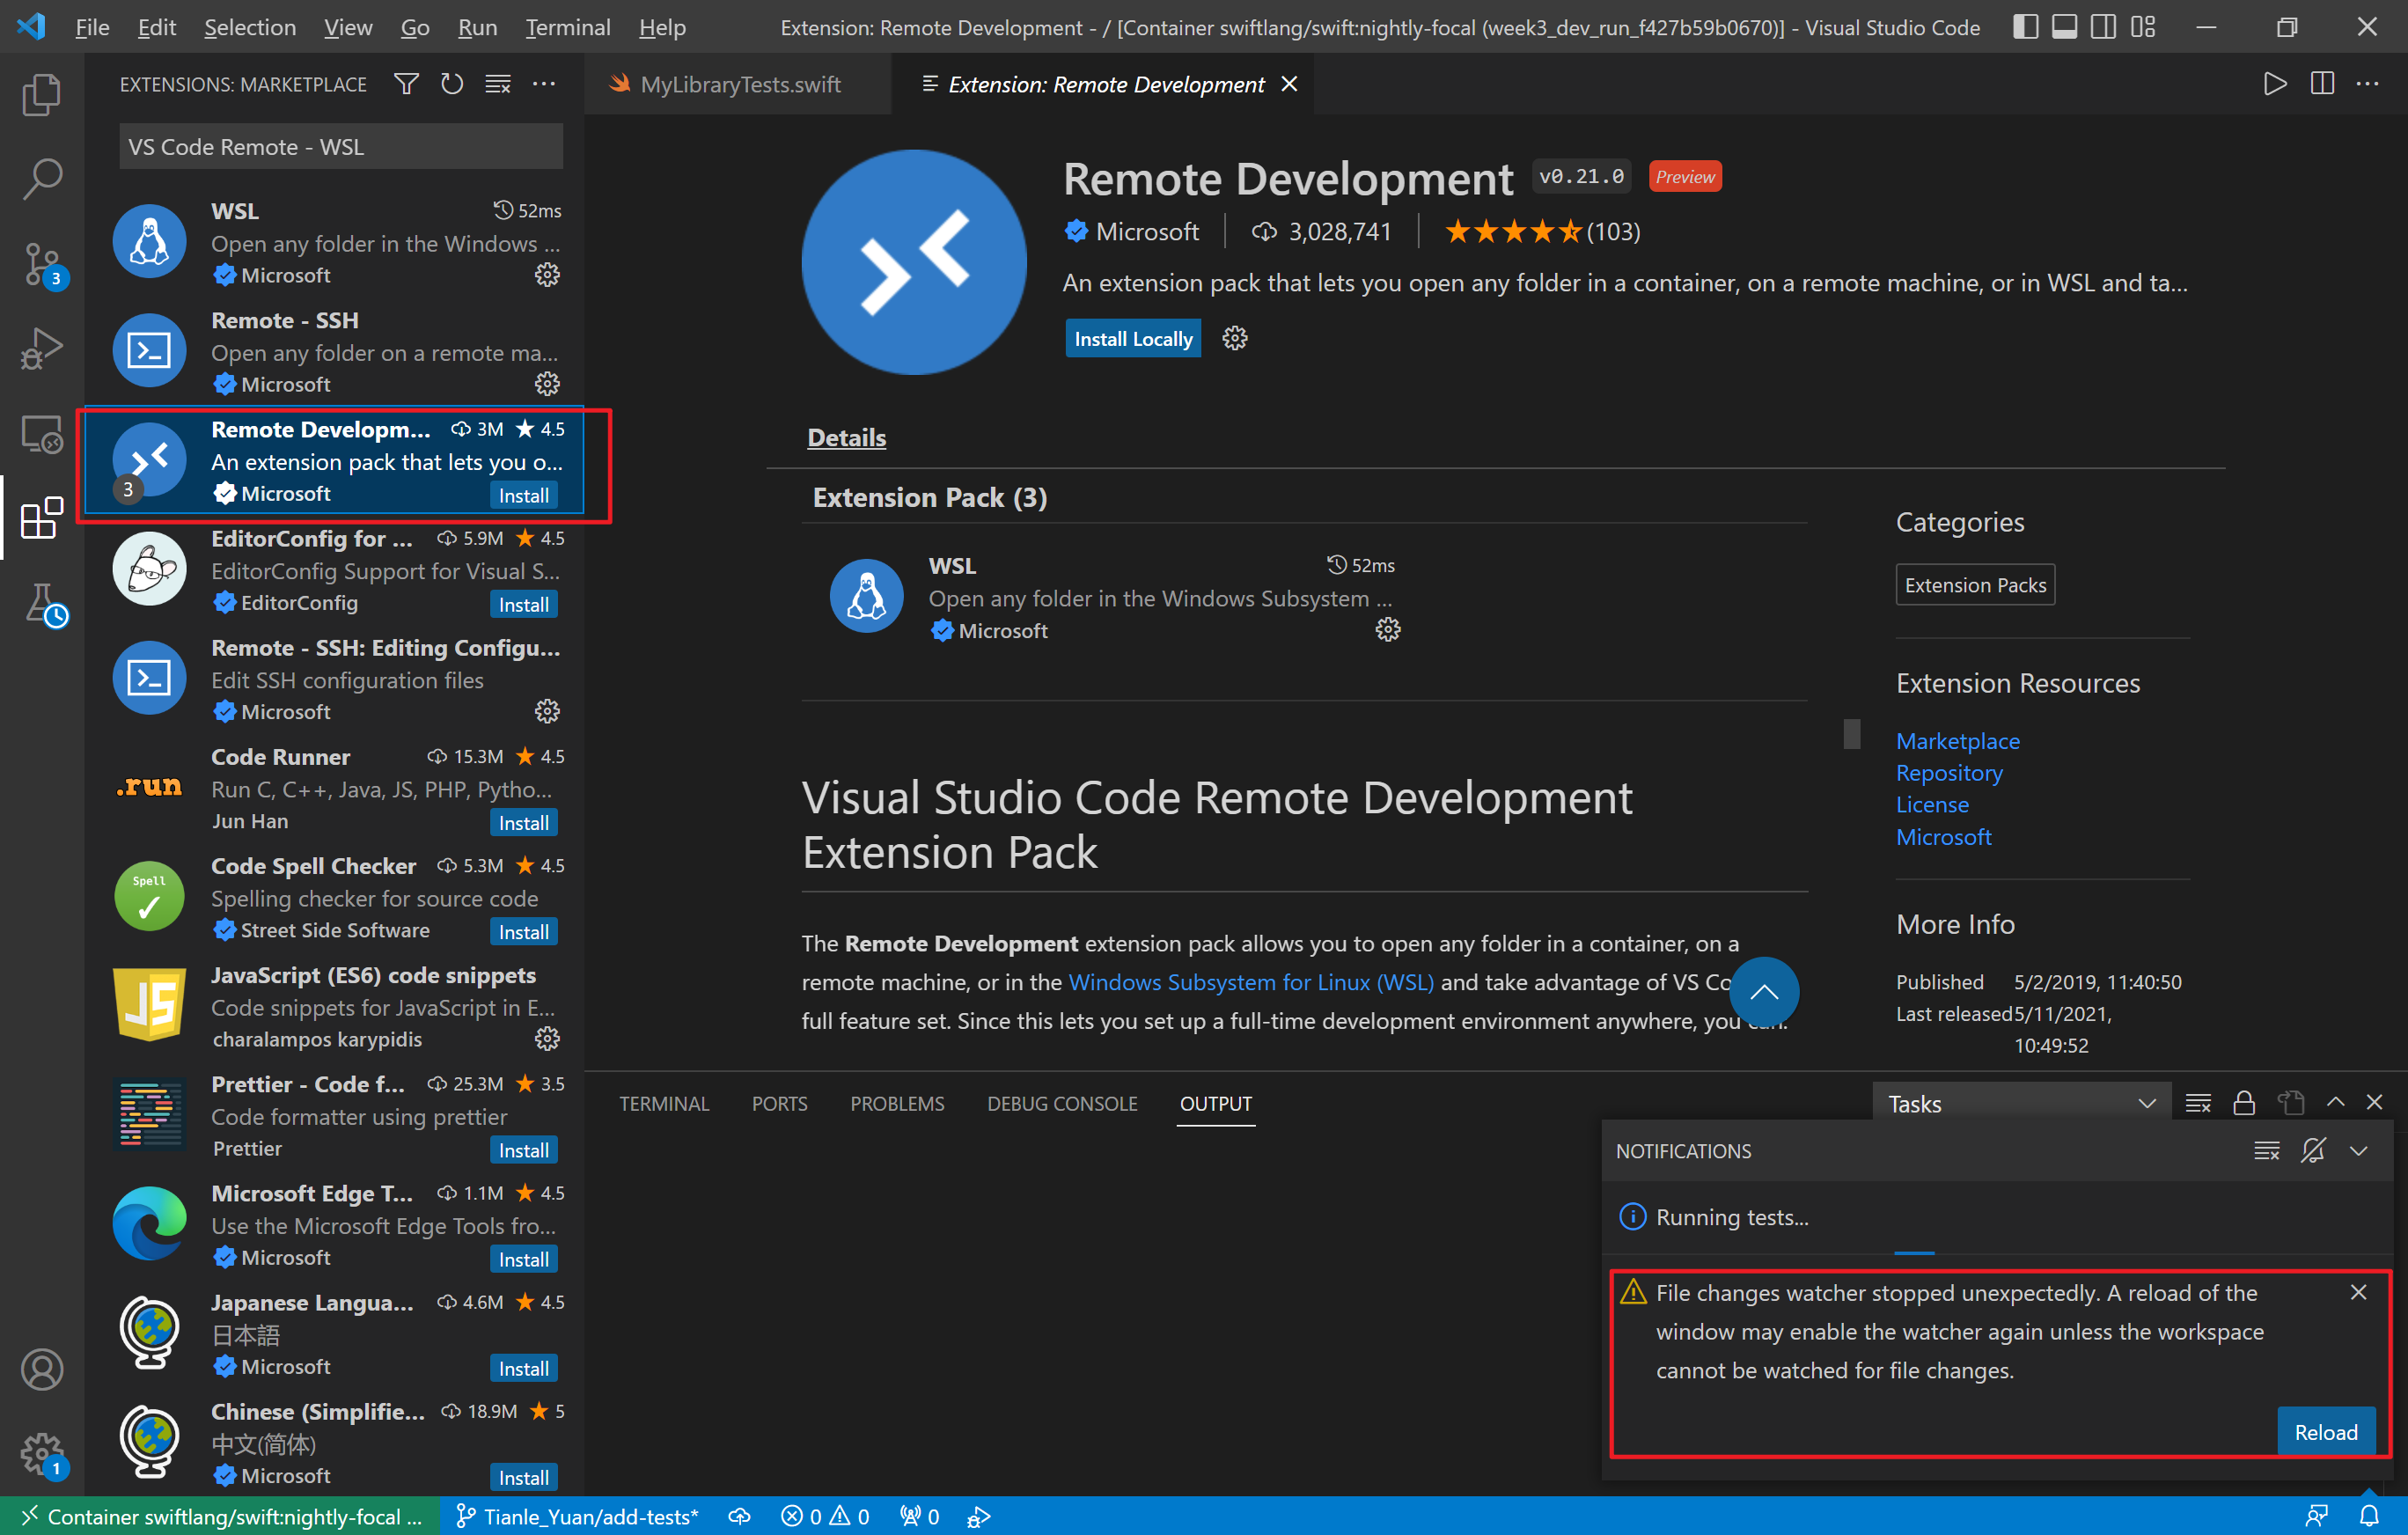 File Edit Selection View Go Run Terminal Help
Extension: Remote Development - / [Container swiftlang/swift:nightly-focal (week3_dev_run_f427b59b0670)] - Visual Studio Code
EXTENSIONS: MARKETPLACE
VS Code Remote - WSL
WSL 52ms
Open any folder in the Windows ...
Microsoft
Remote - SSH
Open any folder on a remote ma...
Microsoft
Remote Developm... 3M 4.5
An extension pack that lets you o...
3 Microsoft Install
EditorConfig for ... 5.9M 4.5
EditorConfig Support for Visual S...
EditorConfig Install
Remote - SSH: Editing Configu...
Edit SSH configuration files
Microsoft
Code Runner 15.3M 4.5
.run Run C, C++, Java, JS, PHP, Pytho...
Jun Han Install
Code Spell Checker 5.3M 4.5
Spell
Spelling checker for source code
Street Side Software Install
JavaScript (ES6) code snippets
JS Code snippets for JavaScript in E...
charalampos karypidis
Prettier - Code f... 25.3M 3.5
Code formatter using prettier
Prettier Install
Microsoft Edge T... 1.1M 4.5
Use the Microsoft Edge Tools fro...
Microsoft Install
Japanese Langua... 4.6M 4.5
日本語
Microsoft Install
Chinese (Simplifie... 18.9M 5
中文(简体)
Microsoft Install
3
1
MyLibraryTests.swift
Extension: Remote Development
Remote Development v0.21.0 Preview
Microsoft 3,028,741 (103)
An extension pack that lets you open any folder in a container, on a remote machine, or in WSL and ta...
Install Locally
Details
Extension Pack (3)
WSL 52ms
Open any folder in the Windows Subsystem ...
Microsoft
Visual Studio Code Remote Development
Extension Pack
The Remote Development extension pack allows you to open any folder in a container, on a
remote machine, or in the Windows Subsystem for Linux (WSL) and take advantage of VS Co
full feature set. Since this lets you set up a full-time development environment anywhere, you can:
Categories
Extension Packs
Extension Resources
Marketplace
Repository
License
Microsoft
More Info
Published 5/2/2019, 11:40:50
Last released 5/11/2021,
10:49:52
TERMINAL PORTS PROBLEMS DEBUG CONSOLE OUTPUT
Tasks
NOTIFICATIONS
Running tests...
File changes watcher stopped unexpectedly. A reload of the
window may enable the watcher again unless the workspace
cannot be watched for file changes.
Reload
Container swiftlang/swift:nightly-focal ... Tianle_Yuan/add-tests* 0 0 0